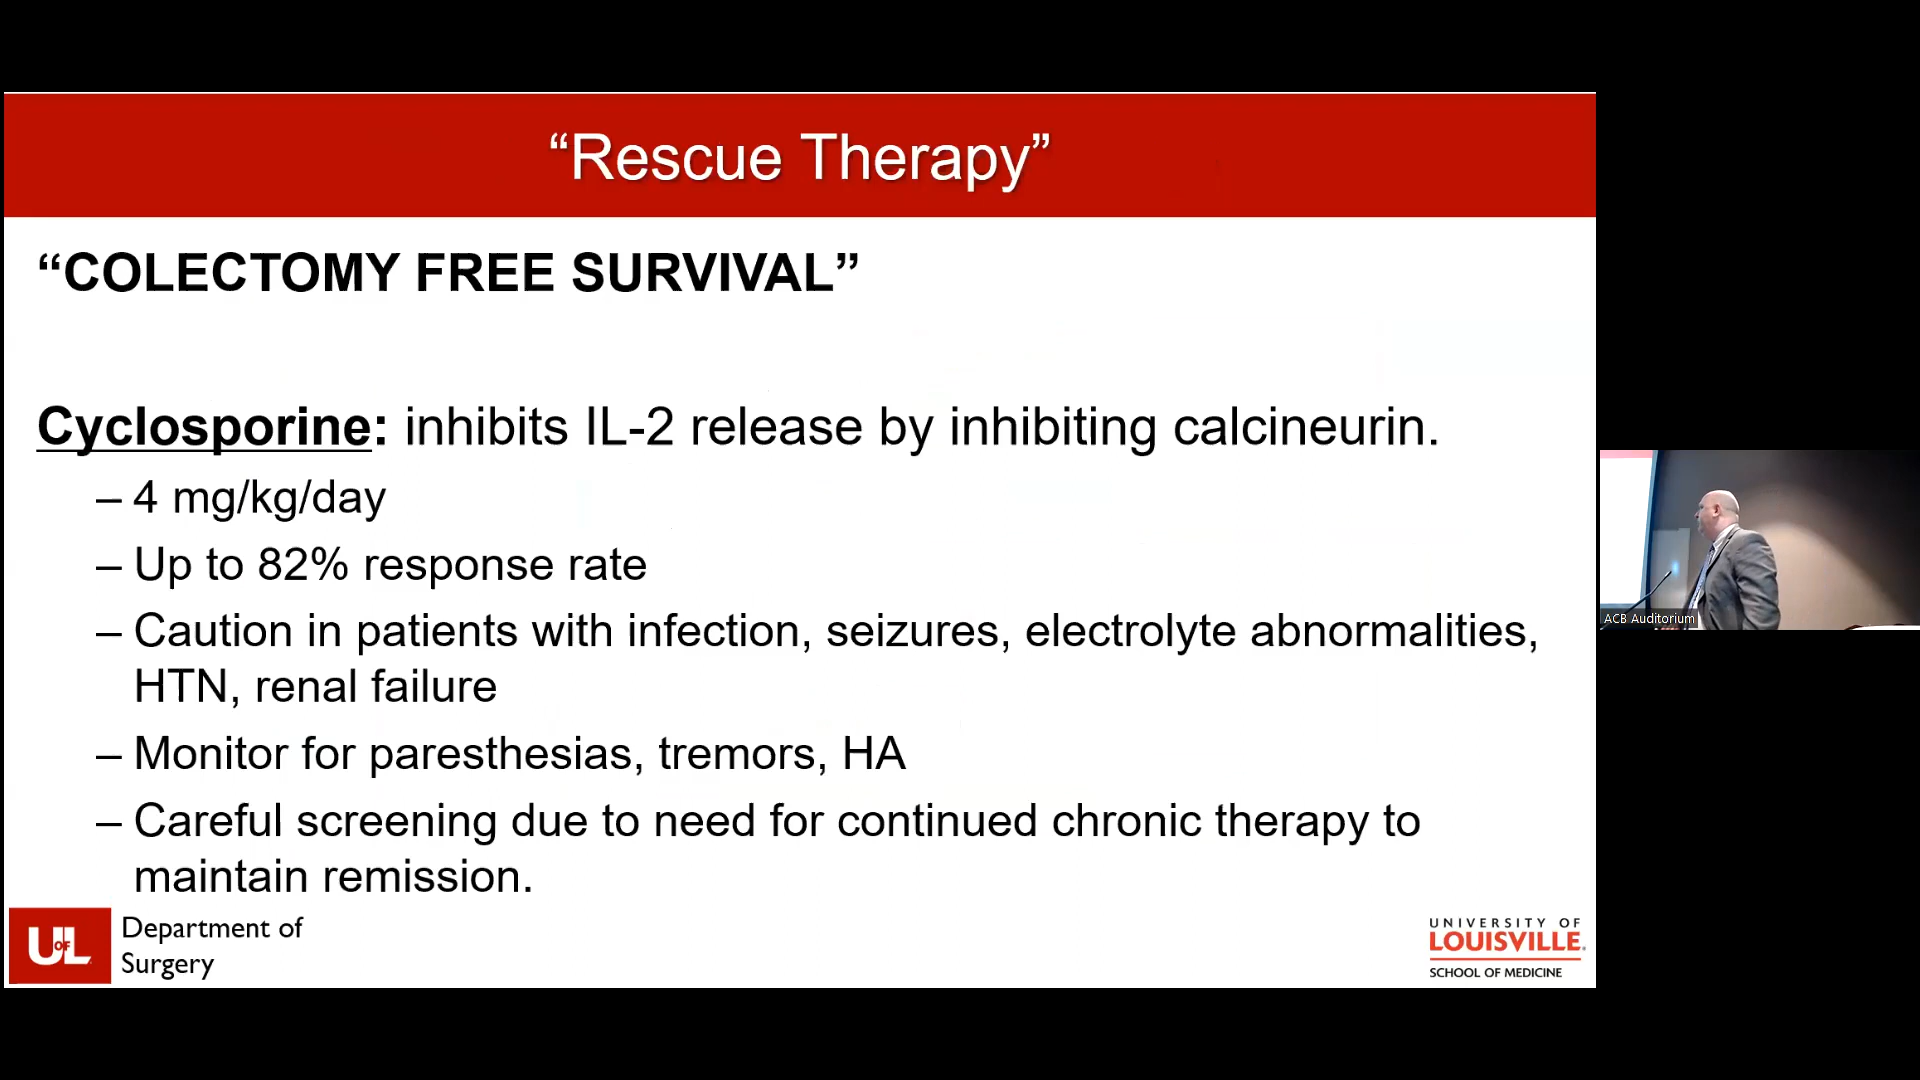 “Rescue Therapy”
“COLECTOMY FREE SURVIVAL”
Cyclosporine: inhibits IL-2 release by inhibiting calcineurin.
– 4 mg/kg/day
– Up to 82% response rate
– Caution in patients with infection, seizures, electrolyte abnormalities,
HTN, renal failure
– Monitor for paresthesias, tremors, HA
– Careful screening due to need for continued chronic therapy to
maintain remission.
UofL
Department of
Surgery
UNIVERSITY OF
LOUISVILLE.
SCHOOL OF MEDICINE
ACB Auditorium